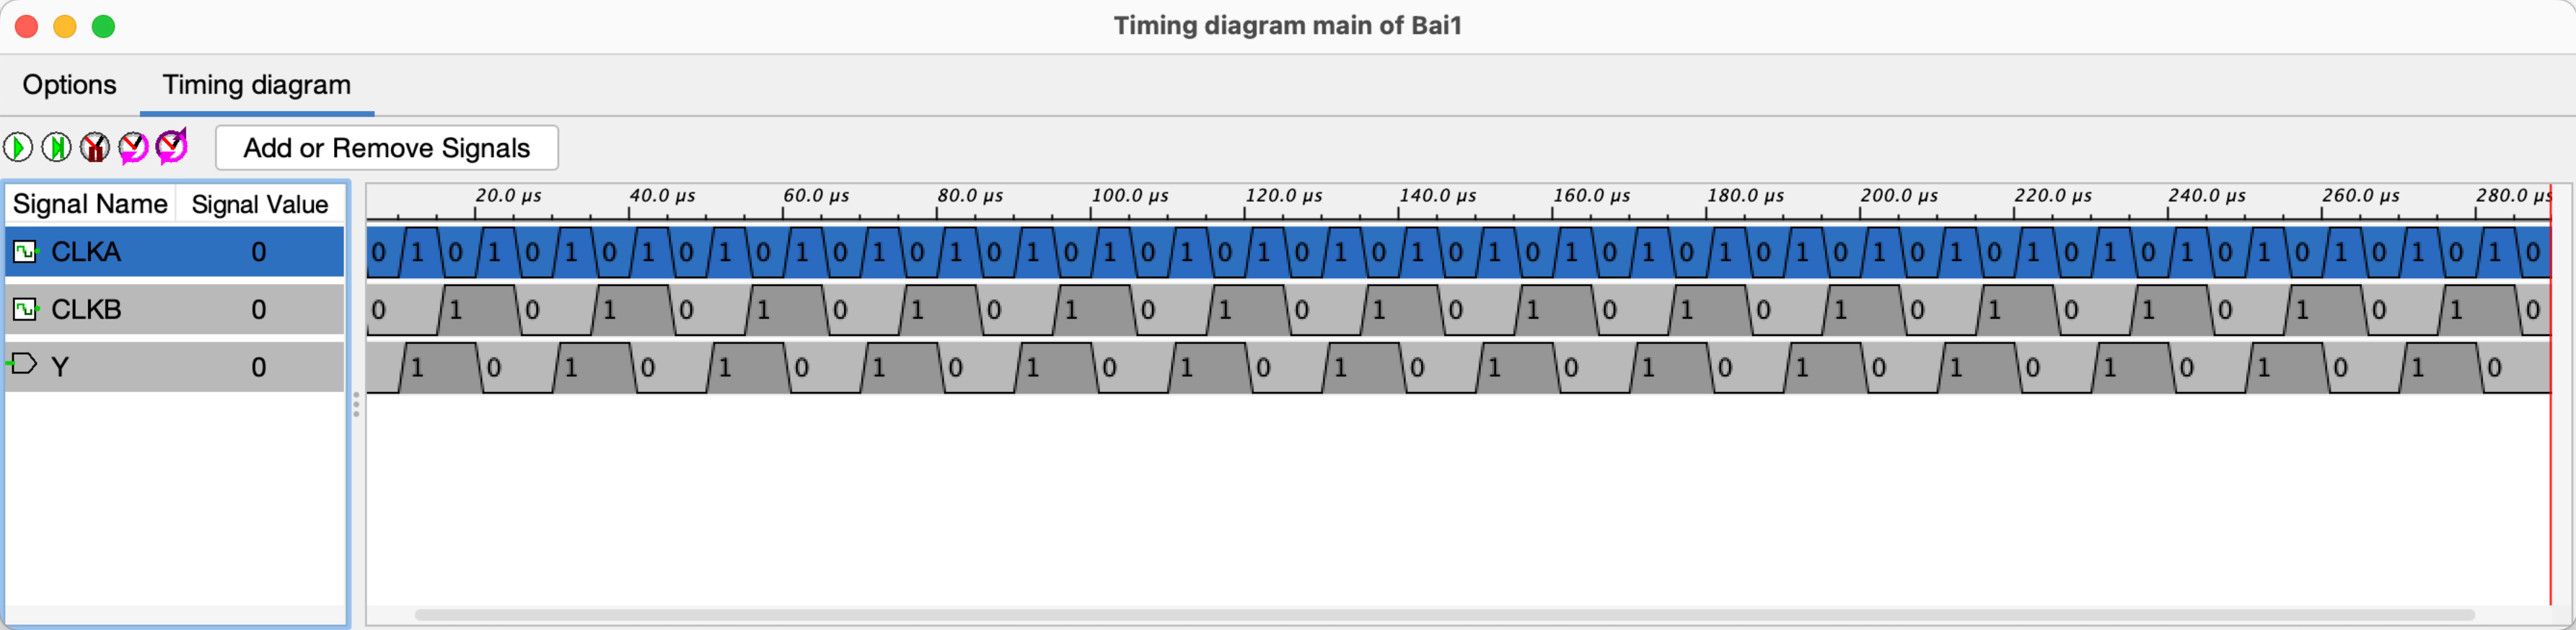 Timing diagram main of Bai1
Options Timing diagram
Add or Remove Signals
Signal Name Signal Value 20.0 µs 40.0 µs 60.0 µs 80.0 µs 100.0 µs 120.0 µs 140.0 µs 160.0 µs 180.0 µs 200.0 µs 220.0 µs 240.0 µs 260.0 µs 280.0 µs
CLKA 0 0 1 0 1 0 1 0 1 0 1 0 1 0 1 0 1 0 1 0 1 0 1 0 1 0 1 0 1 0 1 0 1 0 1 0 1 0 1 0 1 0 1 0 1 0 1 0 1 0 1 0 1 0 1 0 1 0
CLKB 0 0 1 0 1 0 1 0 1 0 1 0 1 0 1 0 1 0 1 0 1 0 1 0 1 0 1 0 1 0
Y 0 1 0 1 0 1 0 1 0 1 0 1 0 1 0 1 0 1 0 1 0 1 0 1 0 1 0 1 0